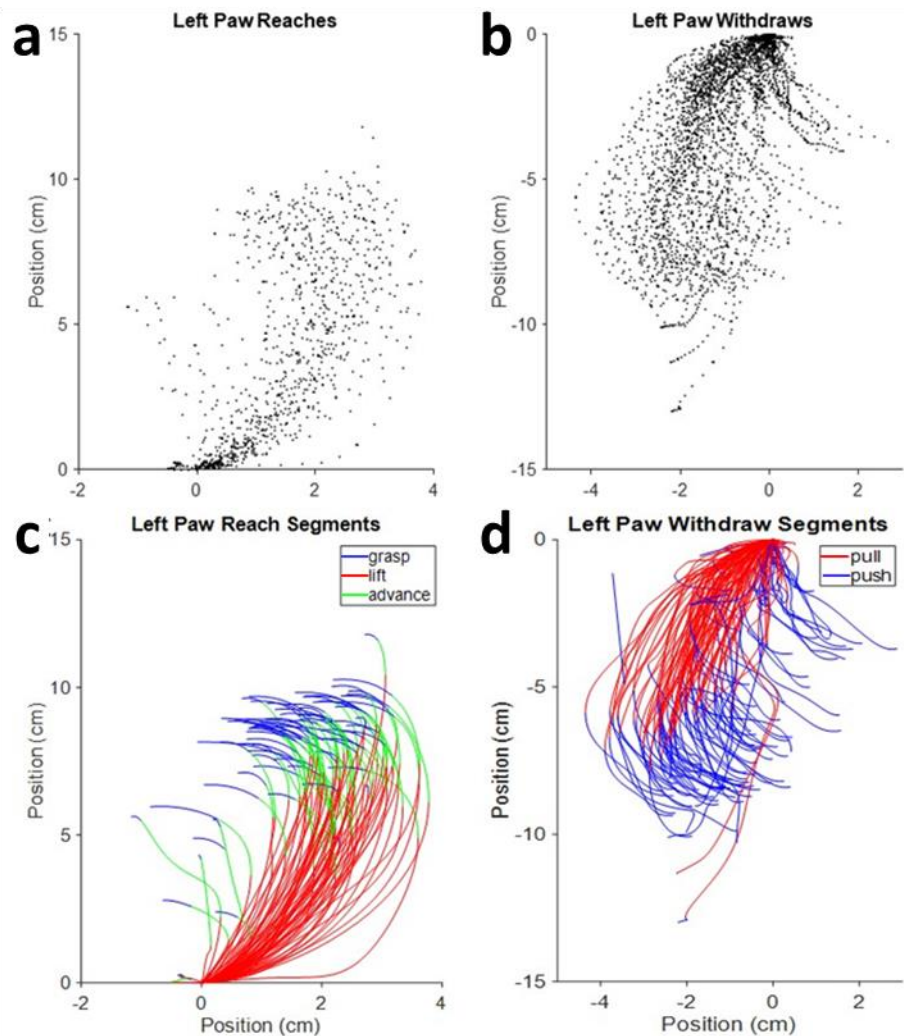 a
Left Paw Reaches
15
10
5
0
-2
0
2
4
Position (cm)
b
Left Paw Withdraws
0
-5
-10
-15
-4
-2
0
2
Position (cm)
c
Left Paw Reach Segments
15
10
5
0
-2
0
2
4
Position (cm)
Position (cm)
grasp
lift
advance
d
Left Paw Withdraw Segments
0
-5
-10
-15
-4
-2
0
2
Position (cm)
Position (cm)
pull
push